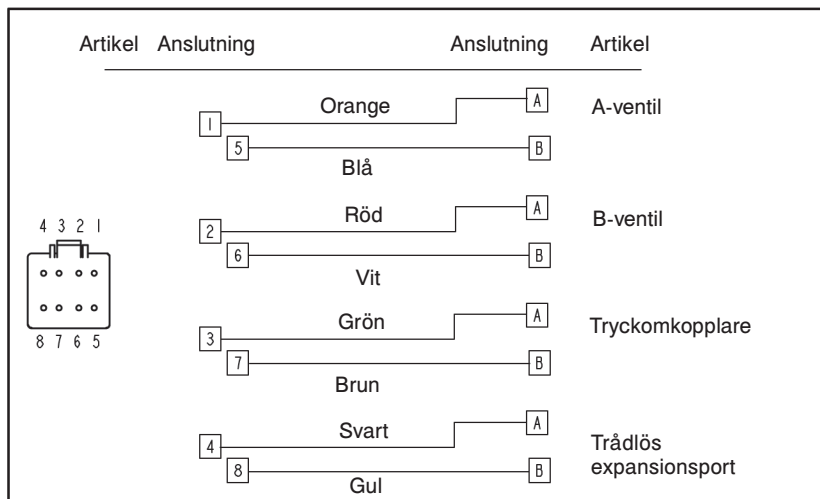 Artikel Anslutning Anslutning Artikel
Orange A A-ventil
1
5 B
Blå
Röd A B-ventil
2
6 B
Vit
4 3 2 1
8 7 6 5
Grön A Tryckomkopplare
3
7 B
Brun
Svart A
4
Trådlös
expansionsport
8 B
Gul